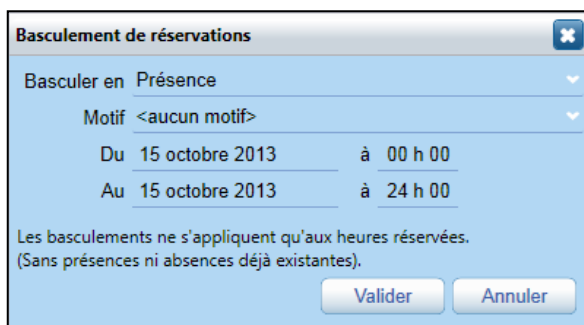 Basculement de réservations
Basculer en Présence
Motif <aucun motif>
Du 15 octobre 2013 à 00 h 00
Au 15 octobre 2013 à 24 h 00
Les basculements ne s'appliquent qu'aux heures réservées.
(Sans présences ni absences déjà existantes).
Valider Annuler